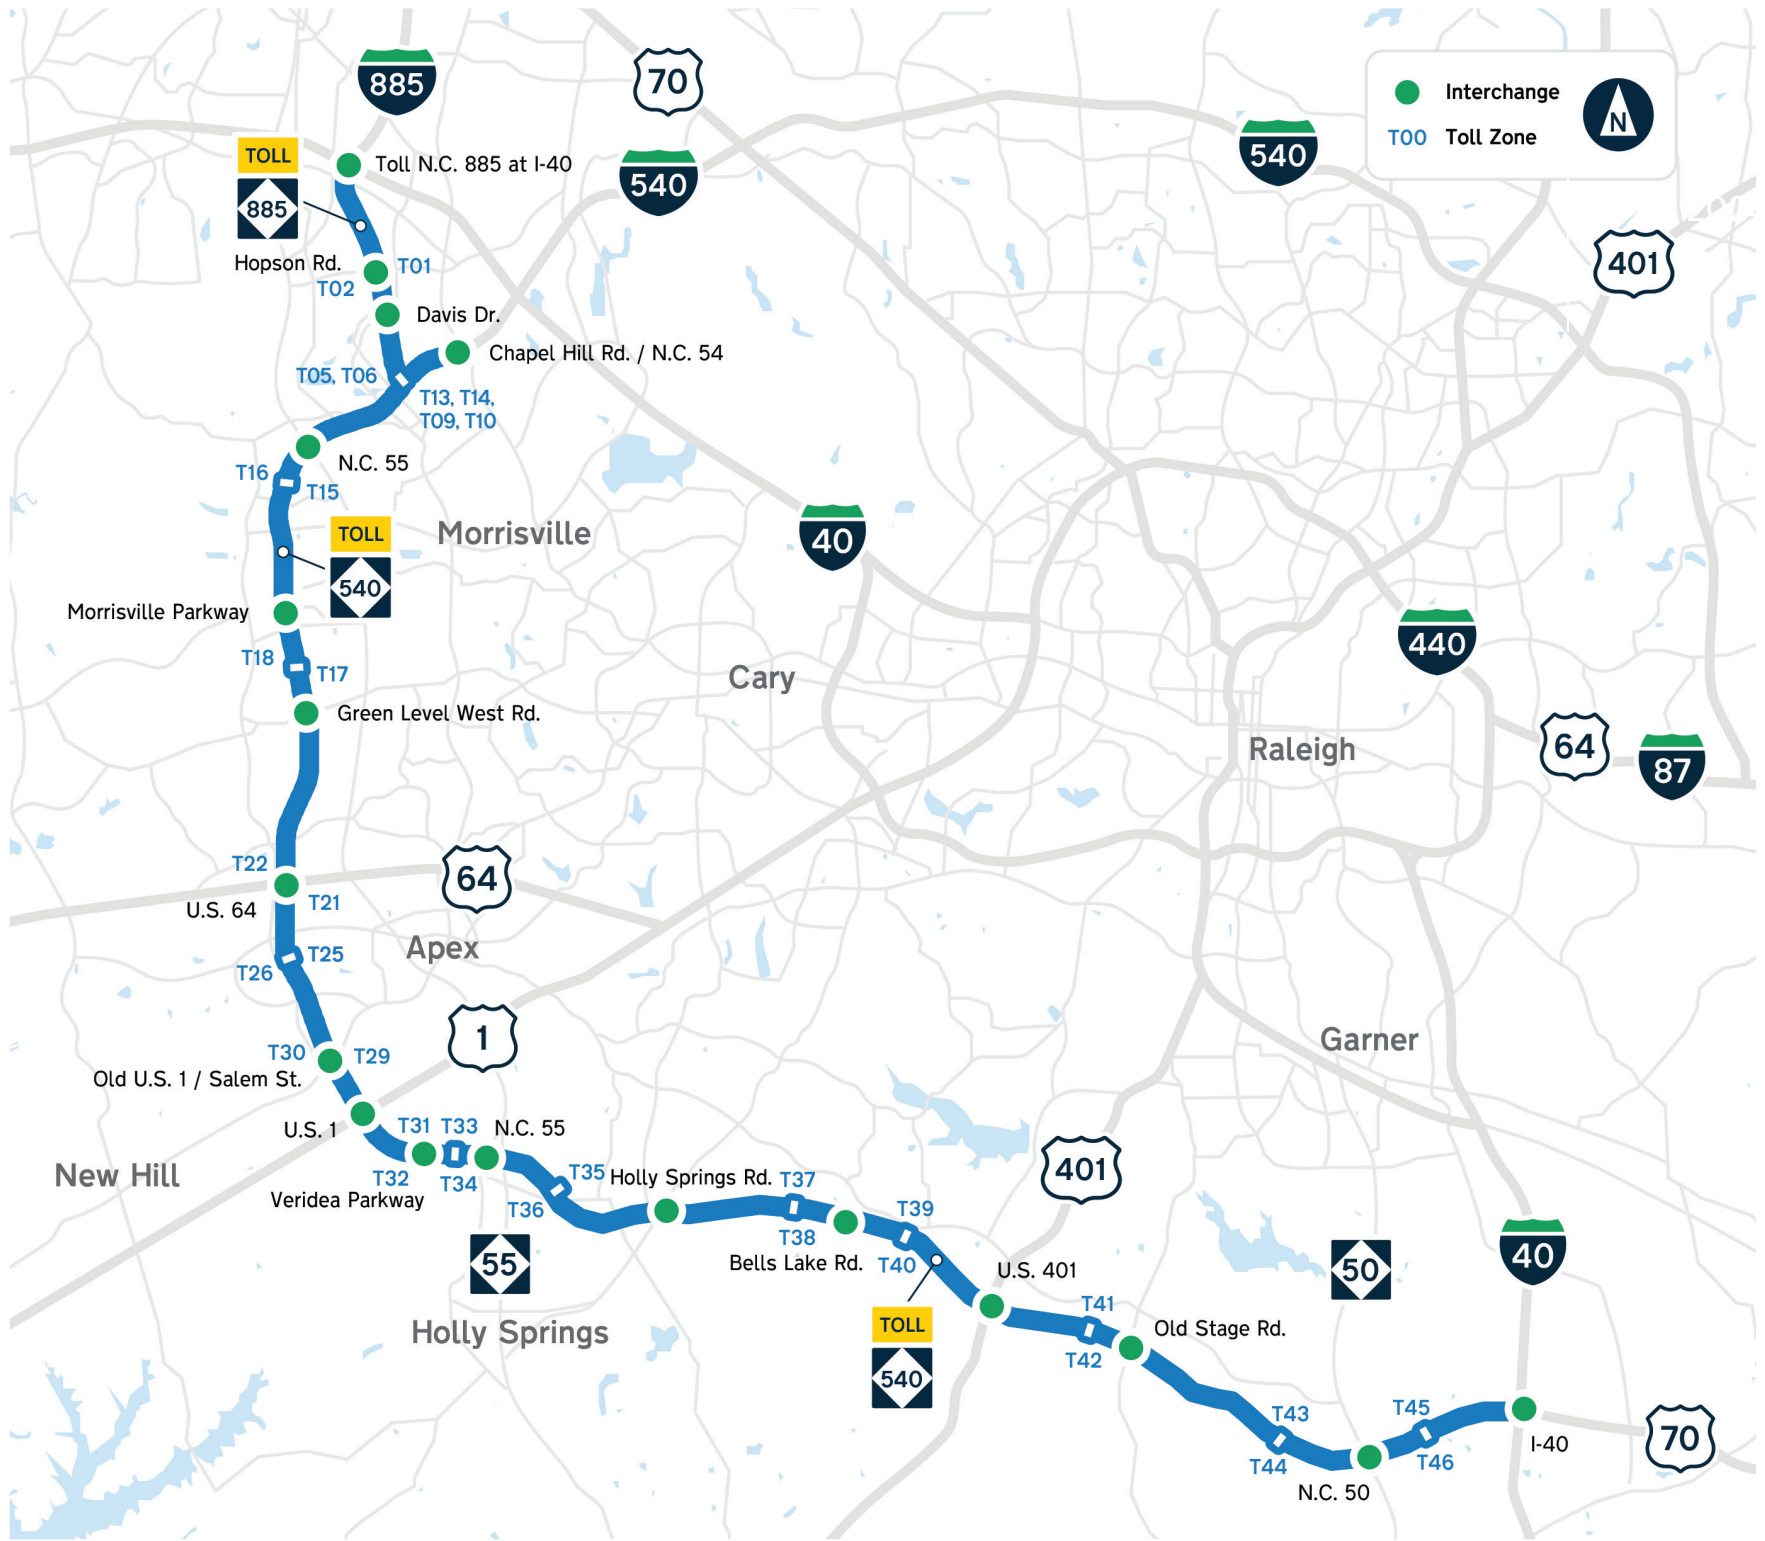 885
70
Interchange
N
T00 Toll Zone
TOLL
885
Toll N.C. 885 at I-40
540
540
401
Hopson Rd.
T01
T02
Davis Dr.
Chapel Hill Rd. / N.C. 54
T05, T06
T13, T14,
T09, T10
N.C. 55
T16
T15
TOLL
540
Morrisville
40
Morrisville Parkway
440
T18
T17
Cary
Green Level West Rd.
Raleigh
64
87
T22
64
U.S. 64
T21
Apex
T25
T26
1
T30
T29
Old U.S. 1 / Salem St.
Garner
U.S. 1
T31
T33
N.C. 55
New Hill
T32
T34
Veridea Parkway
T35
T36
Holly Springs Rd.
T37
T38
401
T39
T40
Bells Lake Rd.
55
50
40
U.S. 401
Holly Springs
TOLL
540
T41
T42
Old Stage Rd.
T43
T44
T45
T46
I-40
70
N.C. 50